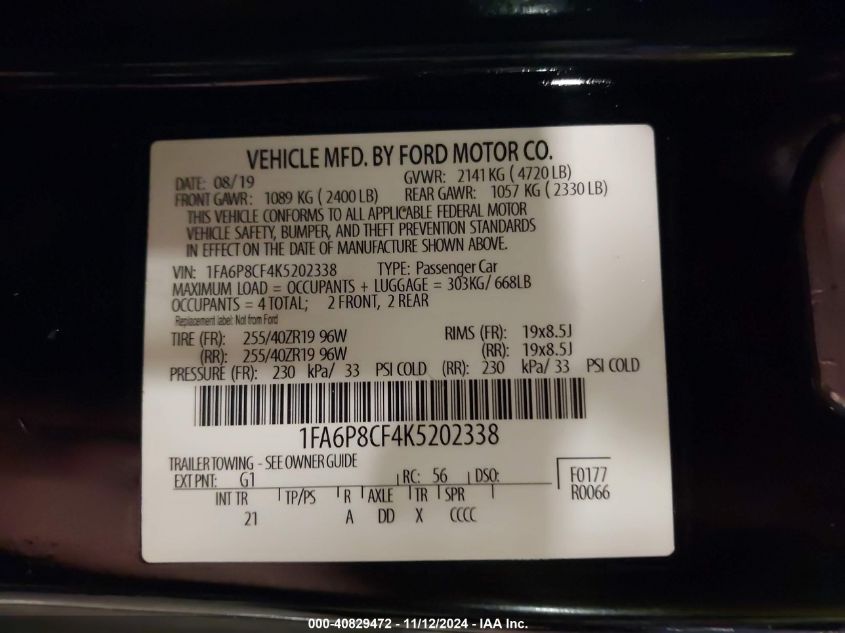 VEHICLE MFD. BY FORD MOTOR CO.
DATE: 08/19 GVWR: 2141 KG ( 4720 LB)
FRONT GAWR: 1089 KG ( 2400 LB) REAR GAWR: 1057 KG ( 2330 LB)
THIS VEHICLE CONFORMS TO ALL APPLICABLE FEDERAL MOTOR
VEHICLE SAFETY, BUMPER, AND THEFT PREVENTION STANDARDS
IN EFFECT ON THE DATE OF MANUFACTURE SHOWN ABOVE.
VIN: 1FA6P8CF4K5202338 TYPE: Passenger Car
MAXIMUM LOAD = OCCUPANTS + LUGGAGE = 303KG/ 668LB
OCCUPANTS = 4 TOTAL; 2 FRONT, 2 REAR
Replacement label: Not from Ford
TIRE (FR): 255/40ZR19 96W RIMS (FR): 19x8.5J
(RR): 255/40ZR19 96W (RR): 19x8.5J
PRESSURE (FR): 230 kPa/ 33 PSI COLD (RR): 230 kPa/ 33 PSI COLD
1FA6P8CF4K5202338
TRAILER TOWING - SEE OWNER GUIDE
EXT PNT: G1 RC: 56 DSO: F0177
INT TR TP/PS R AXLE TR SPR R0066
21 A DD X CCCC
000-40829472 - 11/12/2024 - IAA Inc.